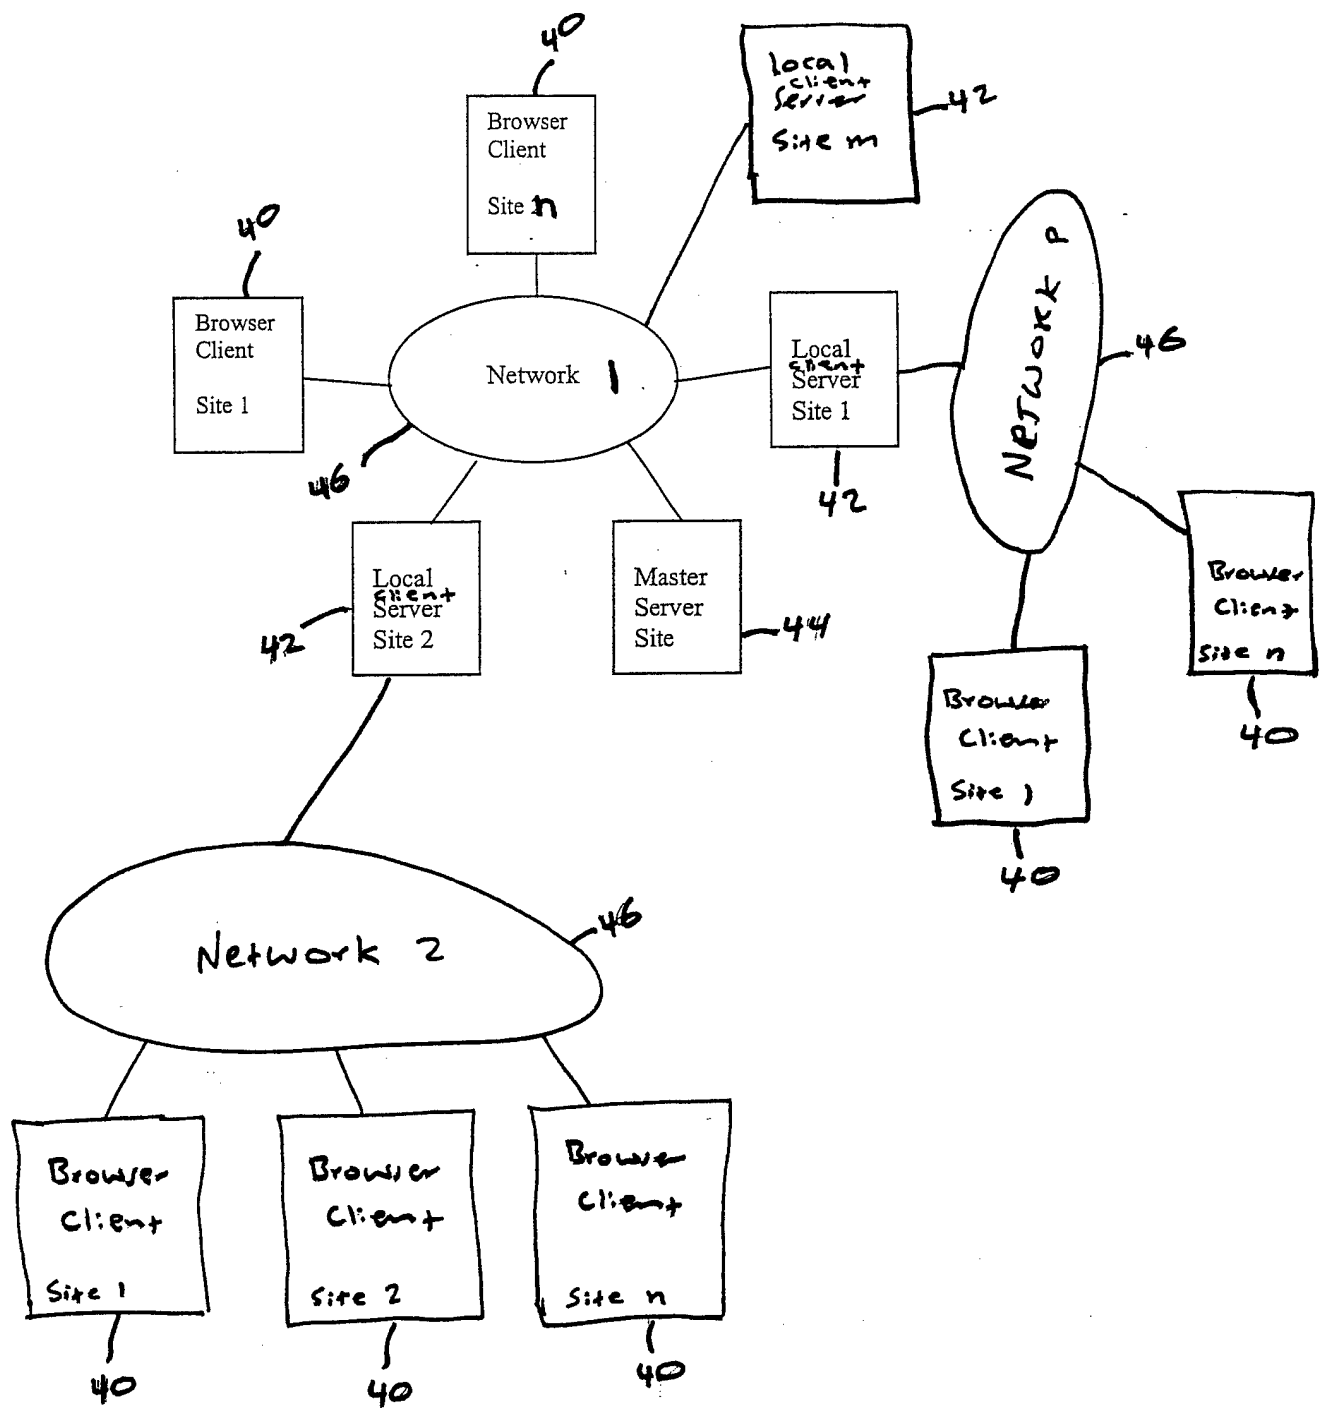 40
Browser
Client
Site n
Local
client
Server
Site m
42
40
Browser
Client
Site 1
Network 1
46
Local
client
Server
Site 1
42
Network P
46
Local
client
Server
Site 2
42
Master
Server
Site
44
Browser
Client
Site n
40
Browser
Client
Site 1
40
Network 2
46
Browser
Client
Site 1
40
Browser
Client
Site 2
40
Browser
Client
Site n
40